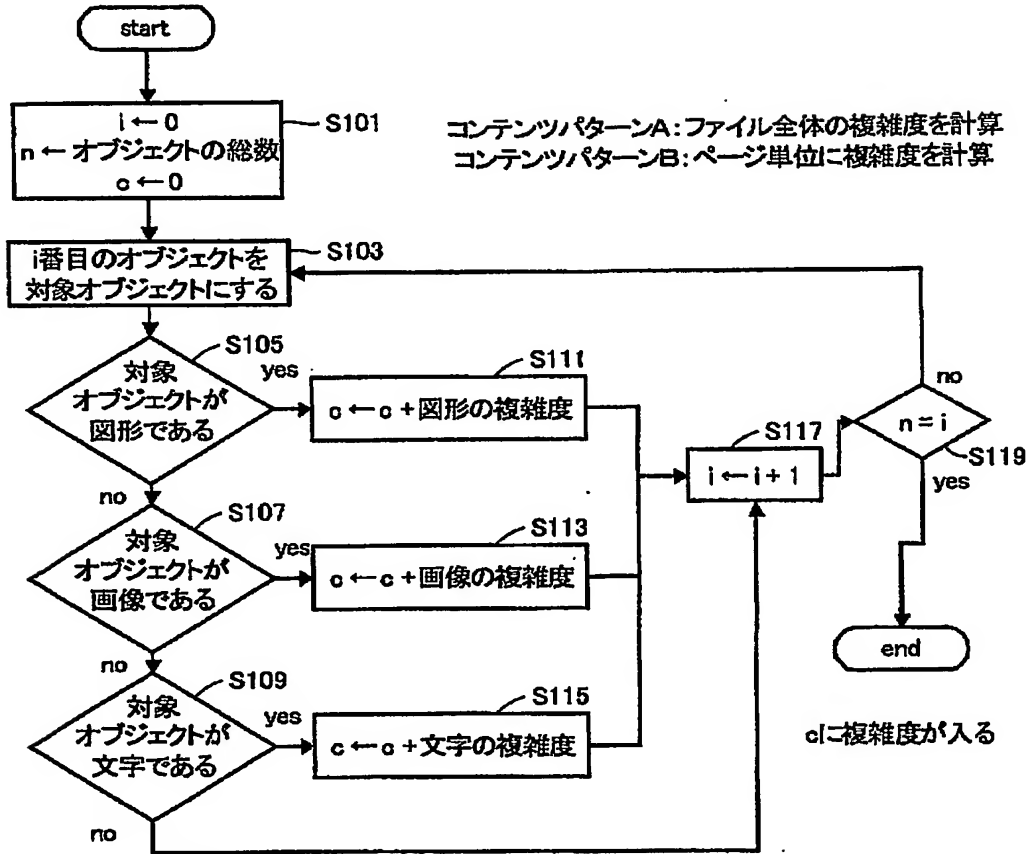 start
i ← 0
n ← オブジェクトの総数
c ← 0
S101
コンテンツパターンA：ファイル全体の複雑度を計算
コンテンツパターンB：ページ単位に複雑度を計算
i番目のオブジェクトを
対象オブジェクトにする
S103
対象
オブジェクトが
図形である
S105
yes
no
c ← c + 図形の複雑度
S111
対象
オブジェクトが
画像である
S107
yes
no
c ← c + 画像の複雑度
S113
対象
オブジェクトが
文字である
S109
yes
no
c ← c + 文字の複雑度
S115
i ← i + 1
S117
n = i
S119
no
yes
end
cに複雑度が入る